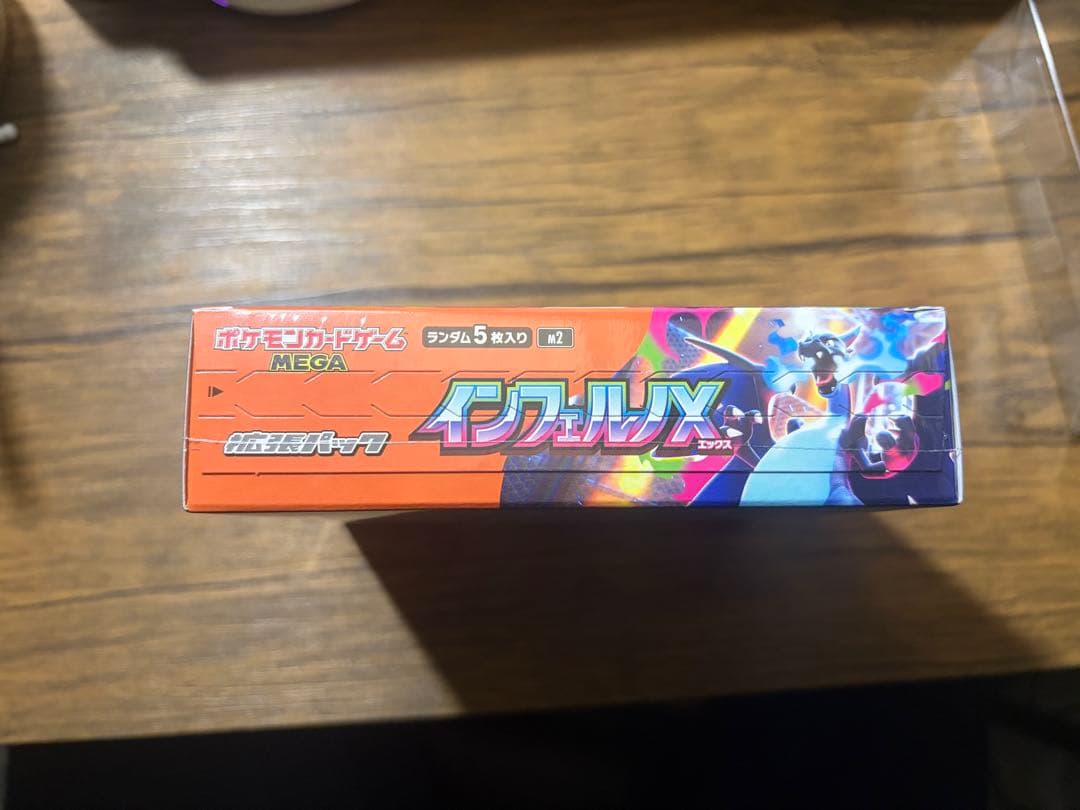 ポケモンカードゲーム
MEGA
ランダム5枚入り
M2
拡張パック
インフェルノX
エックス